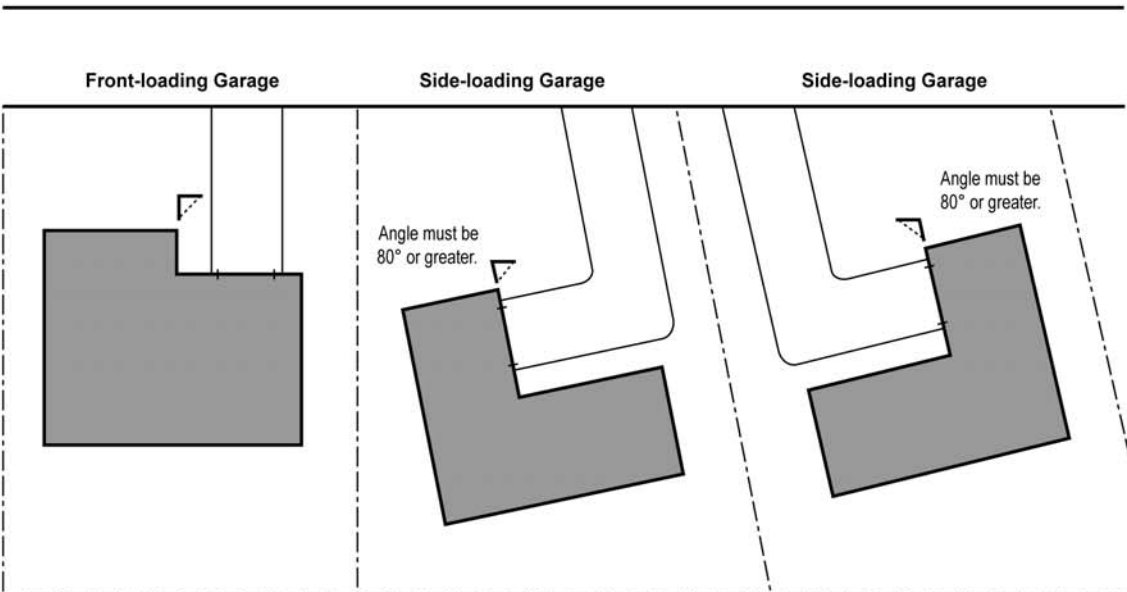 Front-loading Garage
Side-loading Garage
Side-loading Garage
Angle must be
80° or greater.
Angle must be
80° or greater.